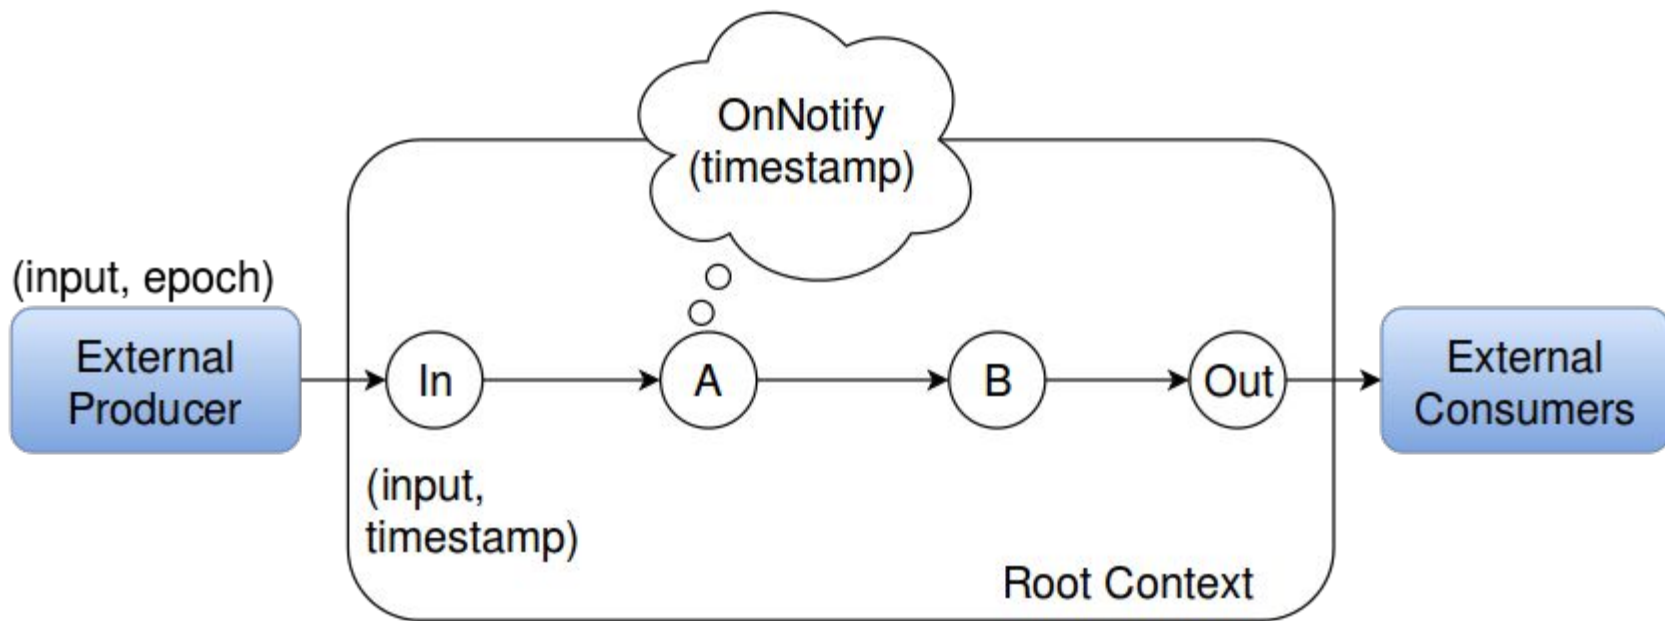 OnNotify
(timestamp)
(input, epoch)
External
Producer
In
A
B
Out
External
Consumers
(input,
timestamp)
Root Context